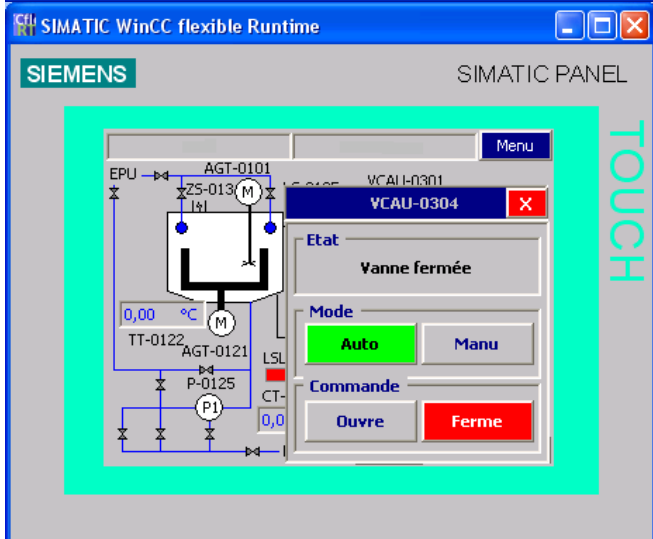 SIMATIC WinCC flexible Runtime
SIEMENS
SIMATIC PANEL
TOUCH
Menu
EPU
AGT-0101
VCAU-0301
ZS-013
M
VCAU-0304
X
Etat
Vanne fermée
0,00 °C
M
Mode
Auto
Manu
TT-0122
AGT-0121
LSL
P-0125
CT-
Commande
P1
0,0
Ouvre
Ferme